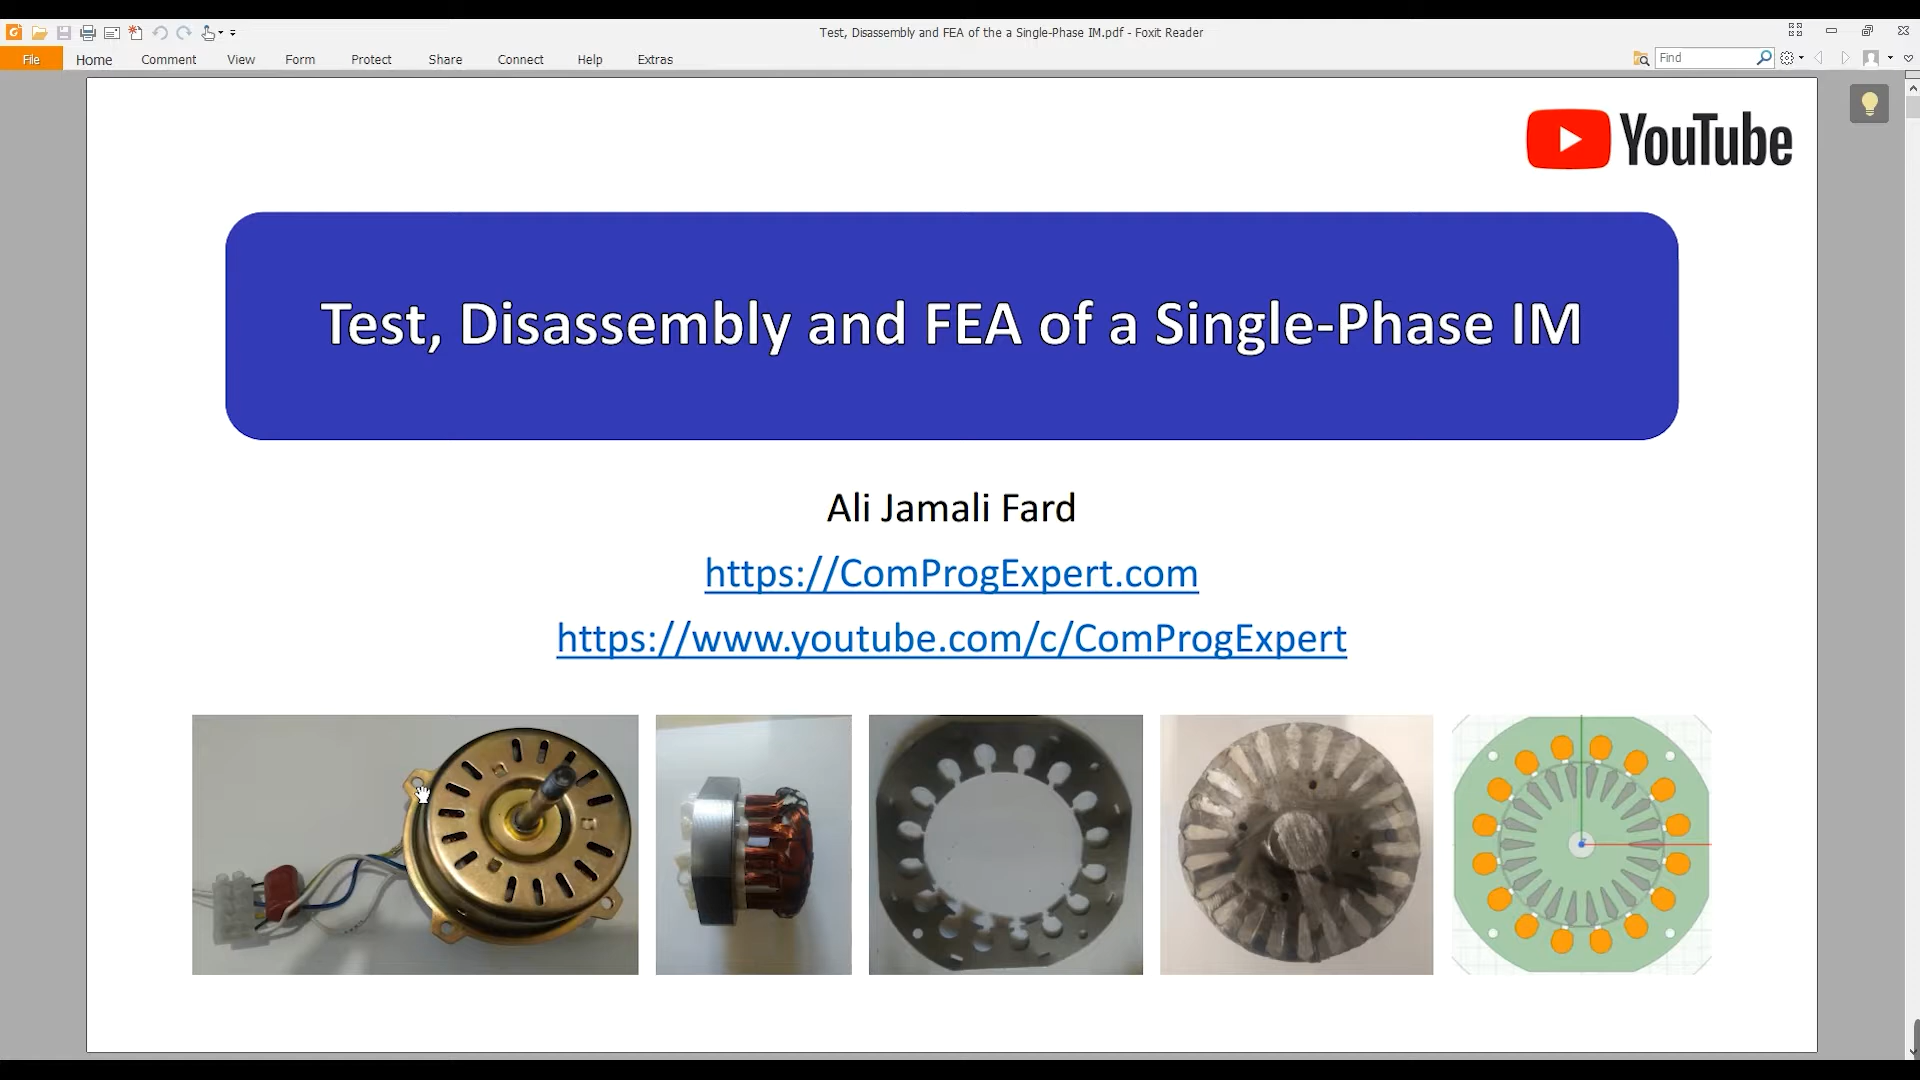 Test, Disassembly and FEA of the a Single-Phase IM.pdf - Foxit Reader
File Home Comment View Form Protect Share Connect Help Extras Find
YouTube
Test, Disassembly and FEA of a Single-Phase IM
Ali Jamali Fard
https://ComProgExpert.com
https://www.youtube.com/c/ComProgExpert